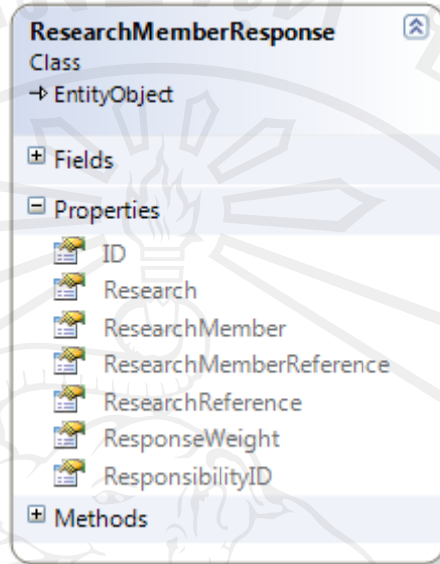 ResearchMemberResponse
Class
EntityObject
Fields
Properties
ID
Research
ResearchMember
ResearchMemberReference
ResearchReference
ResponseWeight
ResponsibilityID
Methods